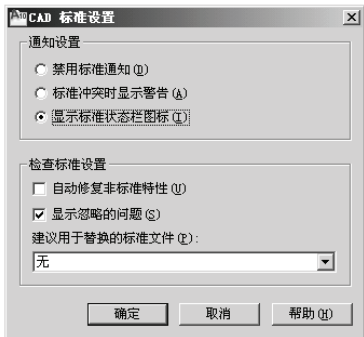 CAD 标准设置
通知设置
禁用标准通知(D)
标准冲突时显示警告(A)
显示标准状态栏图标(I)
检查标准设置
自动修复非标准特性(U)
显示忽略的问题(S)
建议用于替换的标准文件(P):
无
确定
取消
帮助(H)